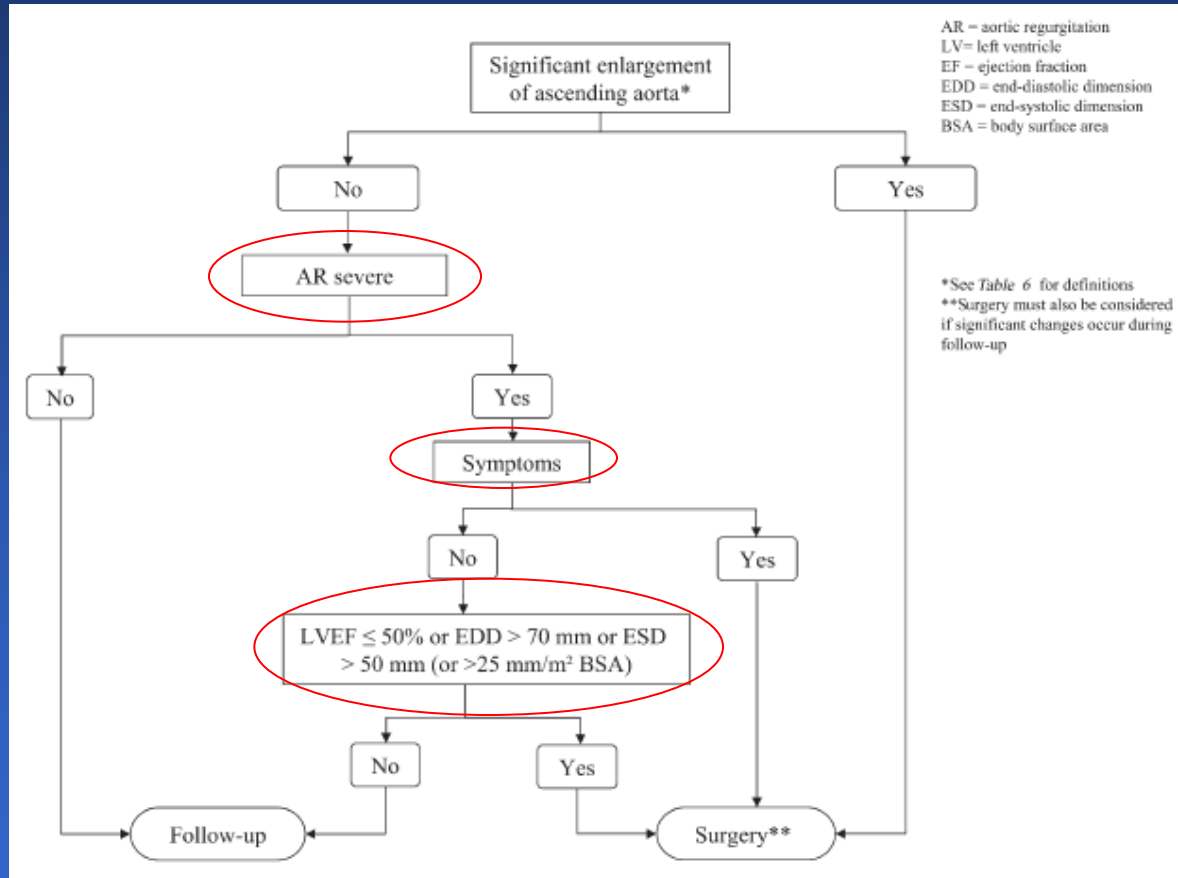 AR = aortic regurgitation
LV= left ventricle
EF = ejection fraction
EDD = end-diastolic dimension
ESD = end-systolic dimension
BSA = body surface area
Significant enlargement
of ascending aorta*
No
Yes
AR severe
*See Table 6 for definitions
**Surgery must also be considered
if significant changes occur during
follow-up
No
Yes
Symptoms
No
Yes
LVEF ≤ 50% or EDD > 70 mm or ESD
> 50 mm (or >25 mm/m² BSA)
No
Yes
Follow-up
Surgery**